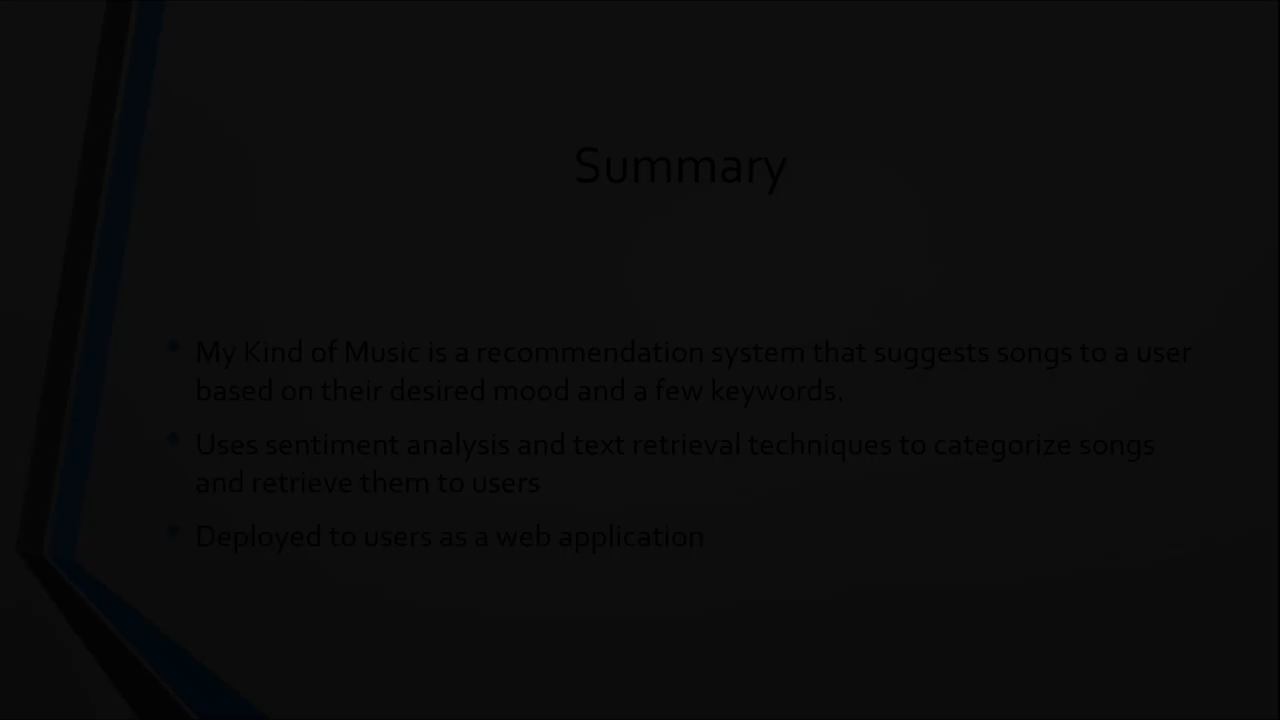 Summary
My Kind of Music is a recommendation system that suggests songs to a user
based on their desired mood and a few keywords.
Uses sentiment analysis and text retrieval techniques to categorize songs
and retrieve them to users
Deployed to users as a web application